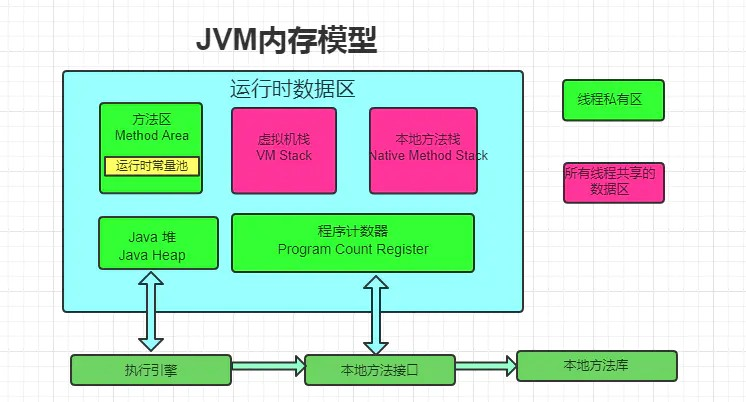 JVM内存模型
运行时数据区
方法区
Method Area
运行时常量池
虚拟机栈
VM Stack
本地方法栈
Native Method Stack
线程私有区
所有线程共享的
数据区
Java 堆
Java Heap
程序计数器
Program Count Register
执行引擎
本地方法接口
本地方法库